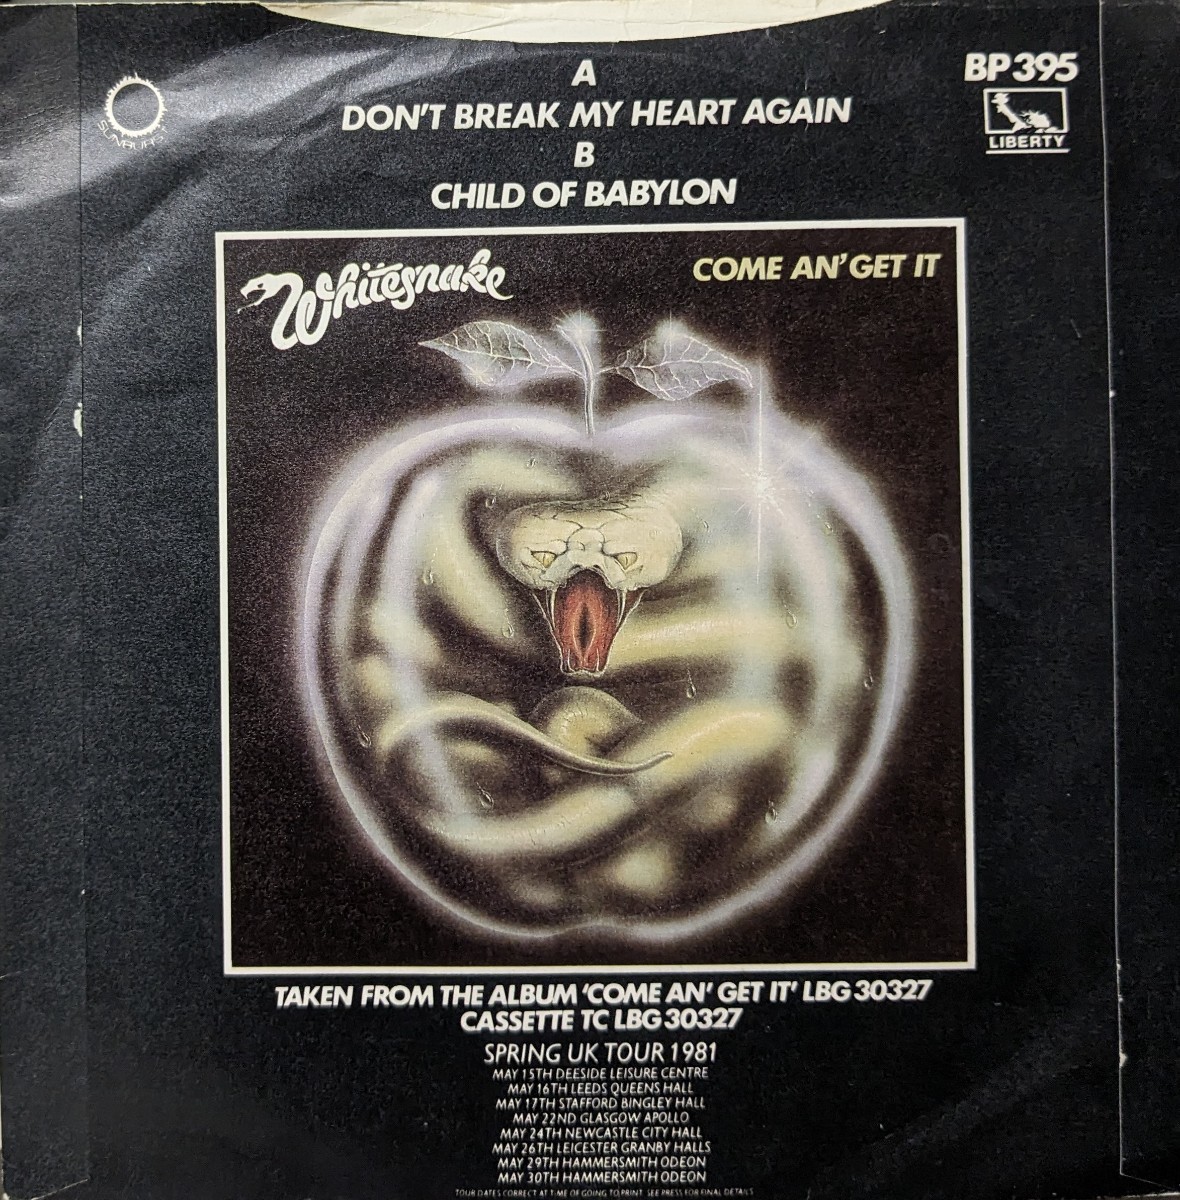 A
BP 395
DON'T BREAK MY HEART AGAIN
SUNBURST
LIBERTY
B
CHILD OF BABYLON
Whitesnake
COME AN' GET IT
TAKEN FROM THE ALBUM 'COME AN' GET IT' LBG 30327
CASSETTE TC LBG 30327
SPRING UK TOUR 1981
MAY 15TH DEESIDE LEISURE CENTRE
MAY 16TH LEEDS QUEENS HALL
MAY 17TH STAFFORD BINGLEY HALL
MAY 22ND GLASGOW APOLLO
MAY 24TH NEWCASTLE CITY HALL
MAY 26TH LEICESTER GRANBY HALLS
MAY 29TH HAMMERSMITH ODEON
MAY 30TH HAMMERSMITH ODEON
TOUR DATES CORRECT AT TIME OF GOING TO PRINT SEE PRESS FOR FINAL DETAILS